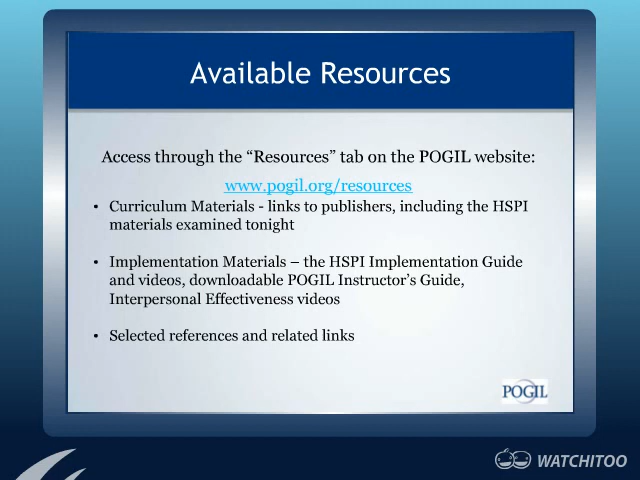 Available Resources
Access through the “Resources” tab on the POGIL website:
www.pogil.org/resources
• Curriculum Materials - links to publishers, including the HSPI
materials examined tonight
• Implementation Materials – the HSPI Implementation Guide
and videos, downloadable POGIL Instructor’s Guide,
Interpersonal Effectiveness videos
• Selected references and related links
POGIL
WATCHITOO